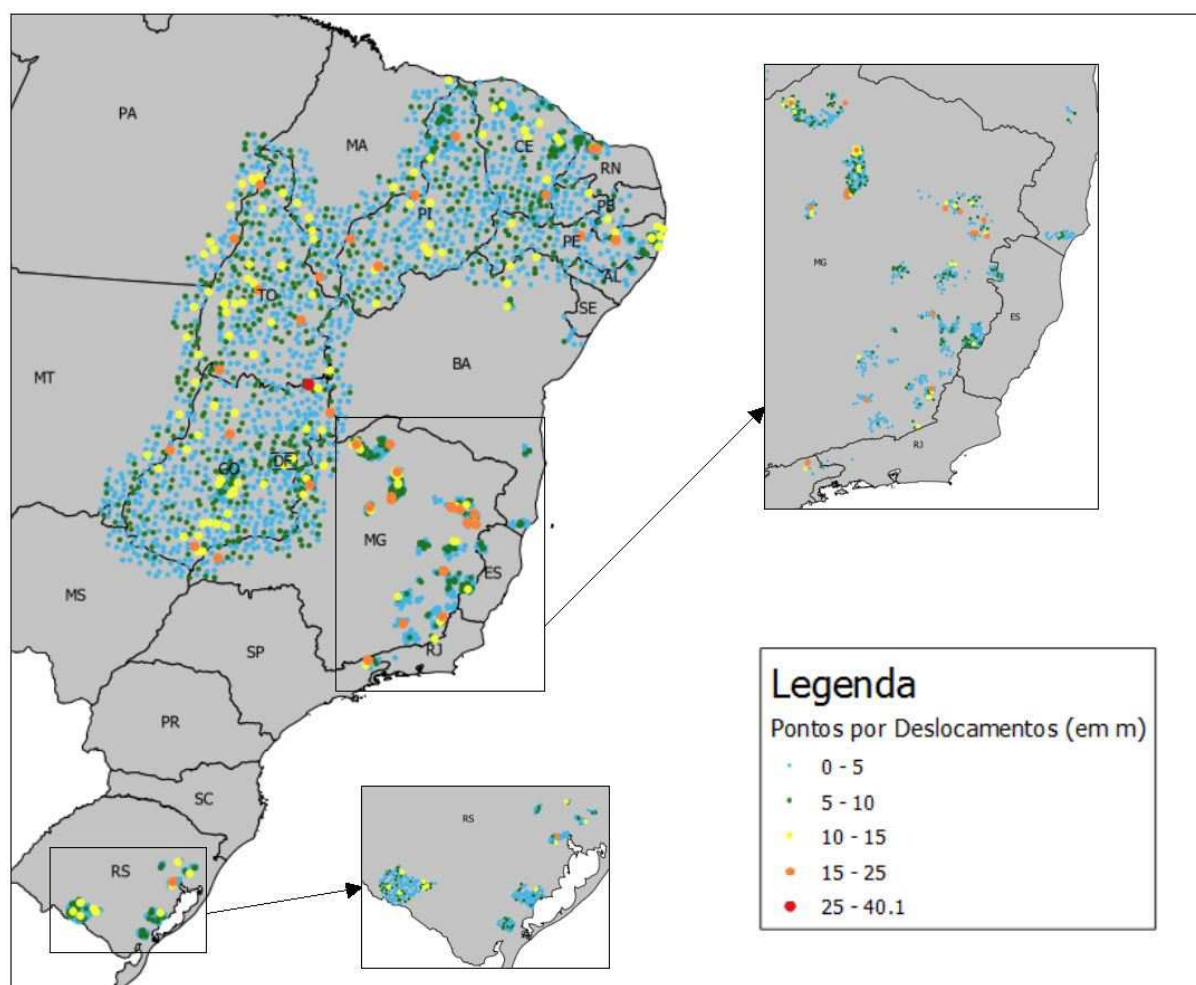 PA
MA
CE
RN
PB
PI
PE
AL
SE
TO
BA
MT
GO
DF
MG
ES
MS
RJ
SP
PR
SC
RS
MG
ES
RJ
RS
Legenda
Pontos por Deslocamentos (em m)
0 - 5
5 - 10
10 - 15
15 - 25
25 - 40.1